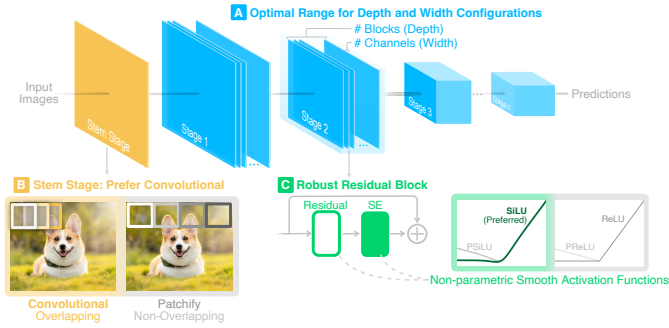 A Optimal Range for Depth and Width Configurations
# Blocks (Depth)
# Channels (Width)
Input
Images
Stem Stage
Stage 1
...
Stage 2
...
Stage 3
...
Stage n
Predictions
B Stem Stage: Prefer Convolutional
Convolutional
Overlapping
Patchify
Non-Overlapping
C Robust Residual Block
Residual
SE
SiLU
(Preferred)
PSiLU
ReLU
PReLU
Non-parametric Smooth Activation Functions